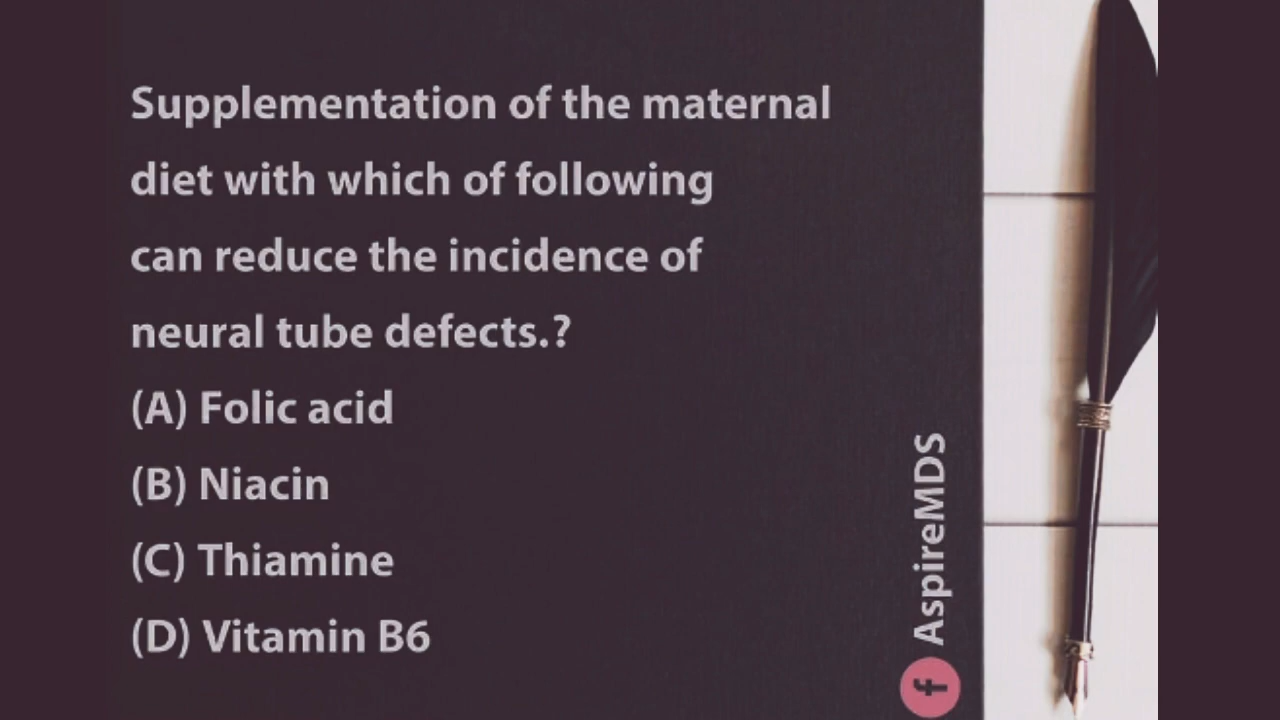 Supplementation of the maternal
diet with which of following
can reduce the incidence of
neural tube defects.?
(A) Folic acid
(B) Niacin
(C) Thiamine
(D) Vitamin B6
f AspireMDS